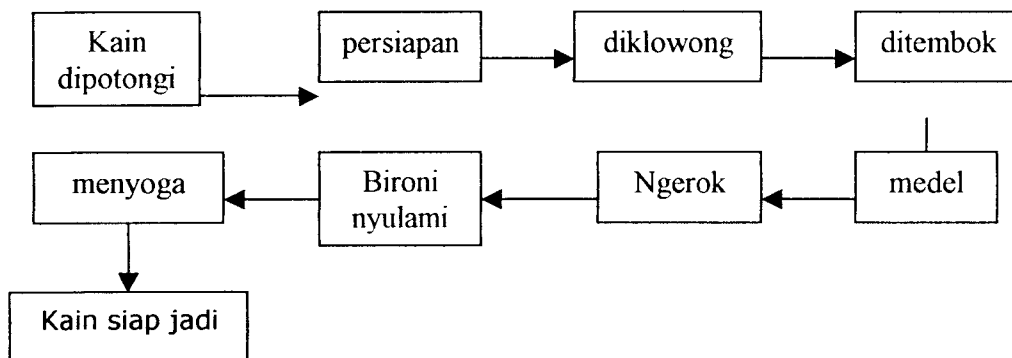 Kain
dipotongi
persiapan
diklowong
ditembok
medel
Ngerok
Bironi
nyulami
menyoga
Kain siap jadi